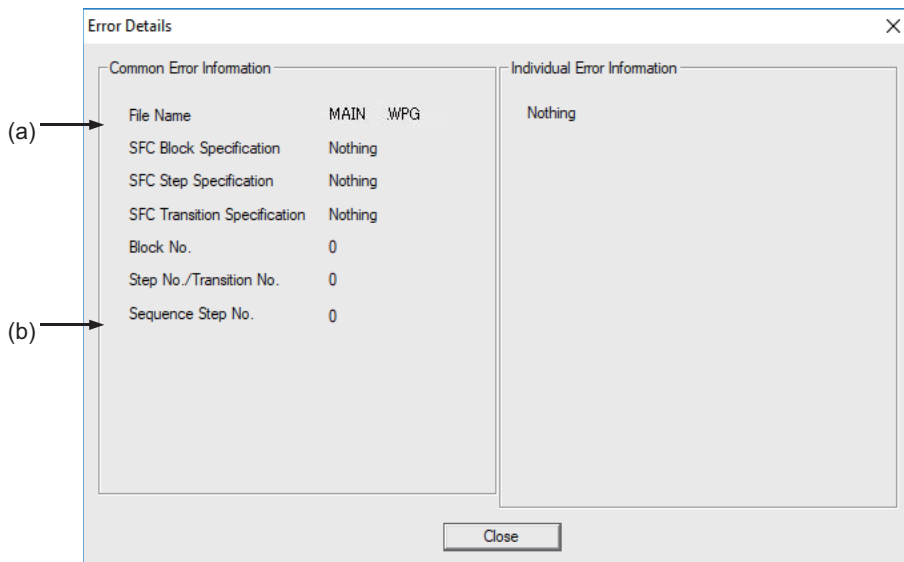 Error Details
Common Error Information
(a)
File Name MAIN .WPG
SFC Block Specification Nothing
SFC Step Specification Nothing
SFC Transition Specification Nothing
Block No. 0
Step No./Transition No. 0
(b)
Sequence Step No. 0
Individual Error Information
Nothing
Close